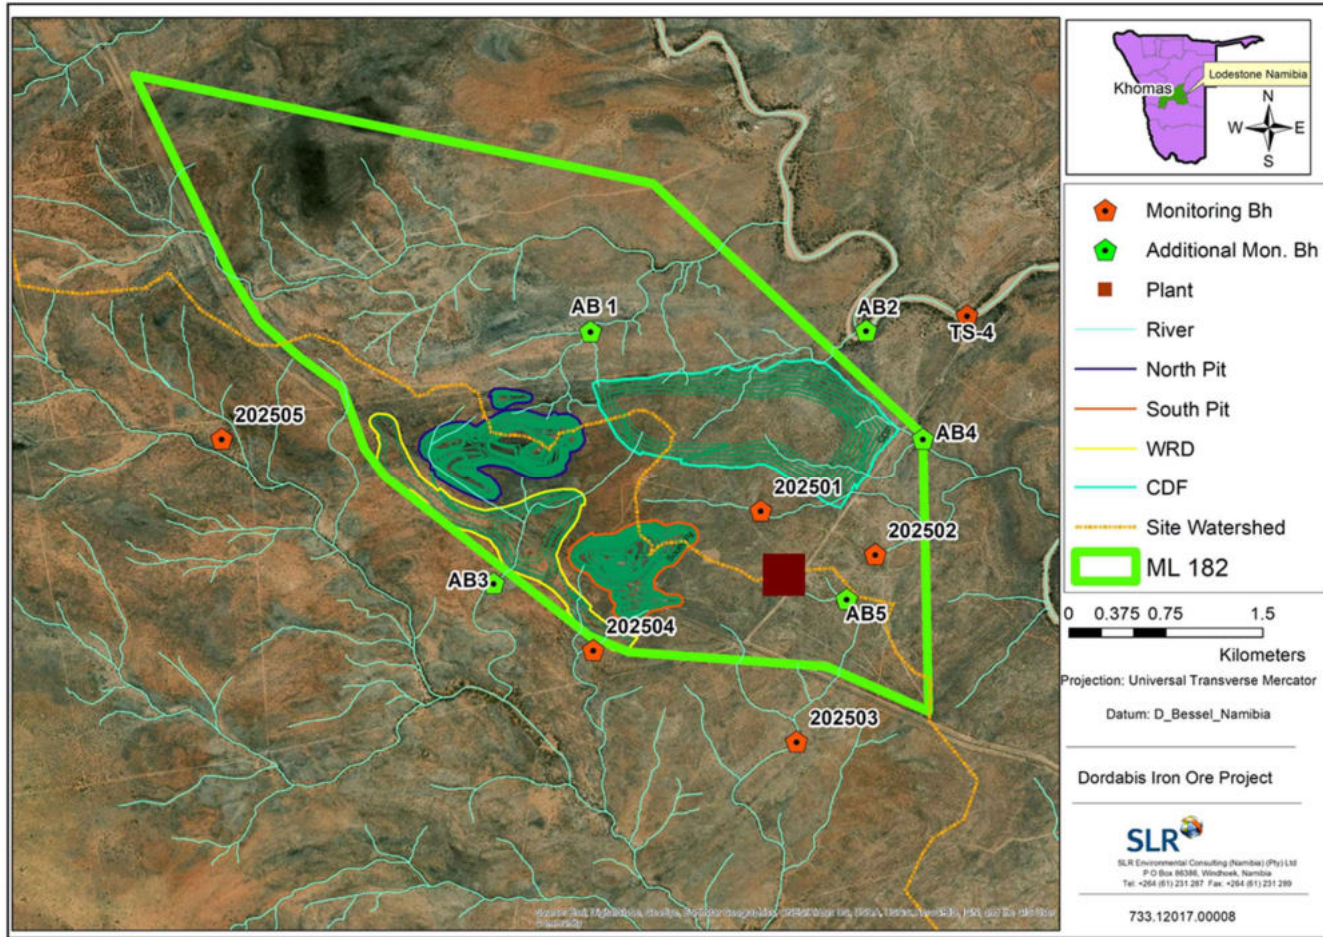 Khomas
Lodestone Namibia
N
W
E
S
Monitoring Bh
Additional Mon. Bh
Plant
River
North Pit
South Pit
WRD
CDF
Site Watershed
ML 182
0 0.375 0.75 1.5
Kilometers
Projection: Universal Transverse Mercator
Datum: D_Bessel_Namibia
Dordabis Iron Ore Project
SLR
SLR Environmental Consulting (Namibia) (Pty) Ltd
P O Box 86386, Windhoek, Namibia
Tel. +264 (61) 231 287 Fax: +264 (61) 231 289
733.12017.00008
AB 1
AB2
TS-4
202505
AB4
202501
202502
AB3
AB5
202504
202503
Community